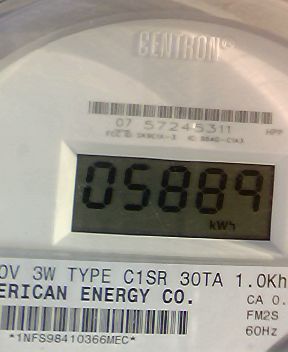 CENTRON®
07 57245311
HPP
05889
kWh
0V 3W TYPE C1SR 30TA 1.0Kh
ERICAN ENERGY CO.
CA 0.
FM2S
60Hz
*1NFS98410366MEC*